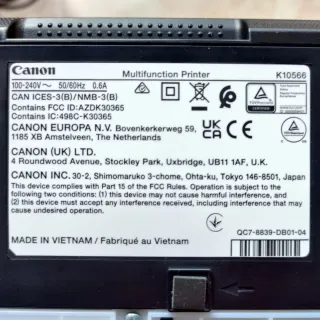 Canon Multifunction Printer K10566
100-240V~ 50/60Hz 0.6A
CAN ICES-3(B)/NMB-3(B)
Contains FCC ID:AZDK30365
Contains IC:498C-K30365
CANON EUROPA N.V. Bovenkerkerweg 59,
1185 XB Amstelveen, The Netherlands
CANON (UK) LTD.
4 Roundwood Avenue, Stockley Park, Uxbridge, UB11 1AF, U.K.
CANON INC. 30-2, Shimomaruko 3-chome, Ohta-ku, Tokyo 146-8501, Japan
This device complies with Part 15 of the FCC Rules. Operation is subject to the
following two conditions: (1) this device may not cause harmful interference,
and (2) this device must accept any interference received,
including interference that may cause undesired operation.
QC7-8839-DB01-04
MADE IN VIETNAM / Fabriqué au Vietnam